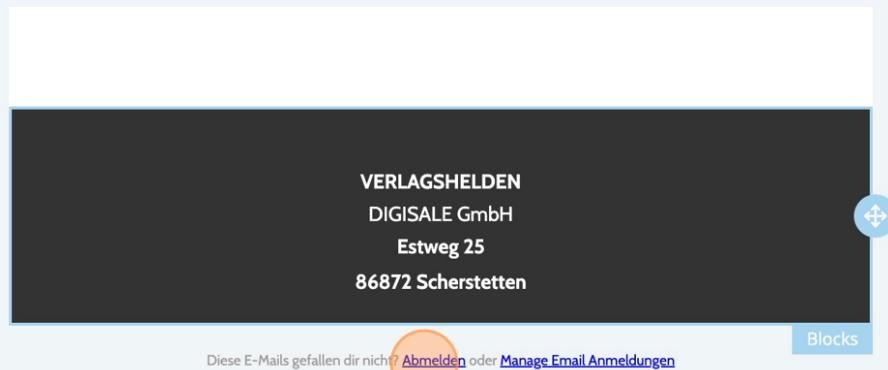 VERLAGSHELDEN
DIGISALE GmbH
Estweg 25
86872 Scherstetten
Blocks
Diese E-Mails gefallen dir nicht? Abmelden oder Manage Email Anmeldungen